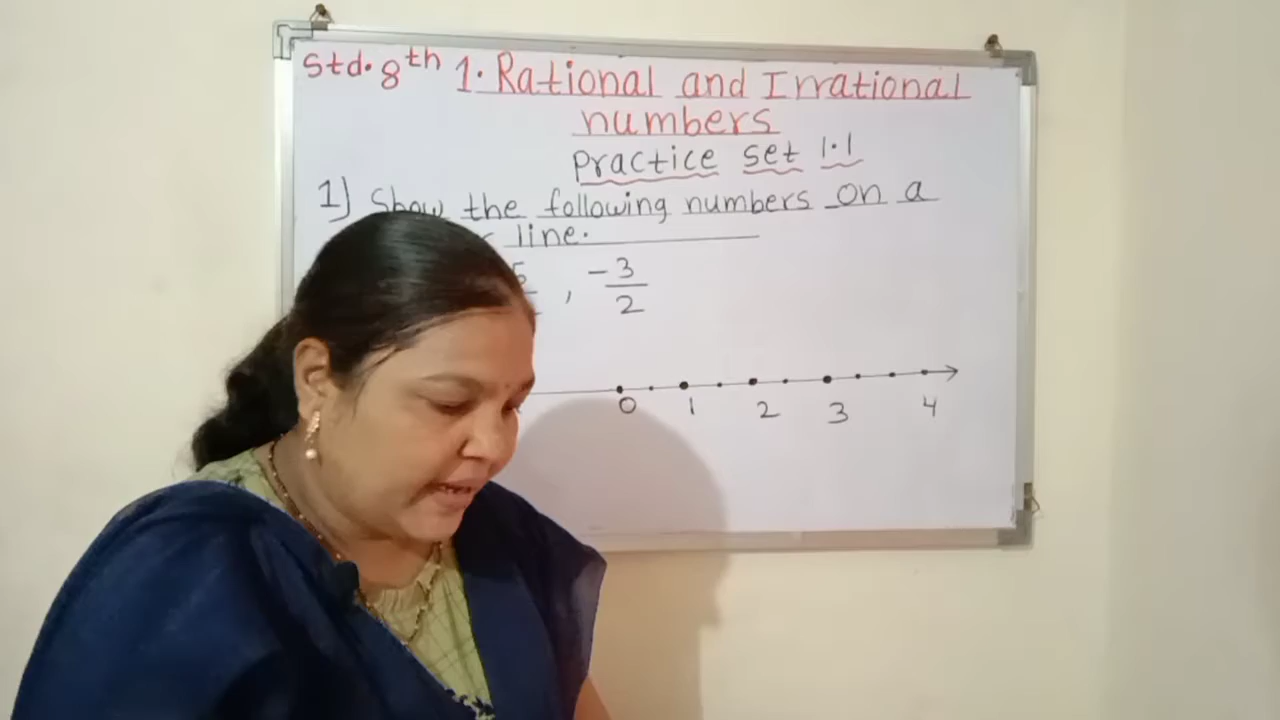 Std. 8th 1. Rational and Irrational
numbers
Practice set 1.1
1) Show the following numbers on a
line.
, -3/2
0 1 2 3 4